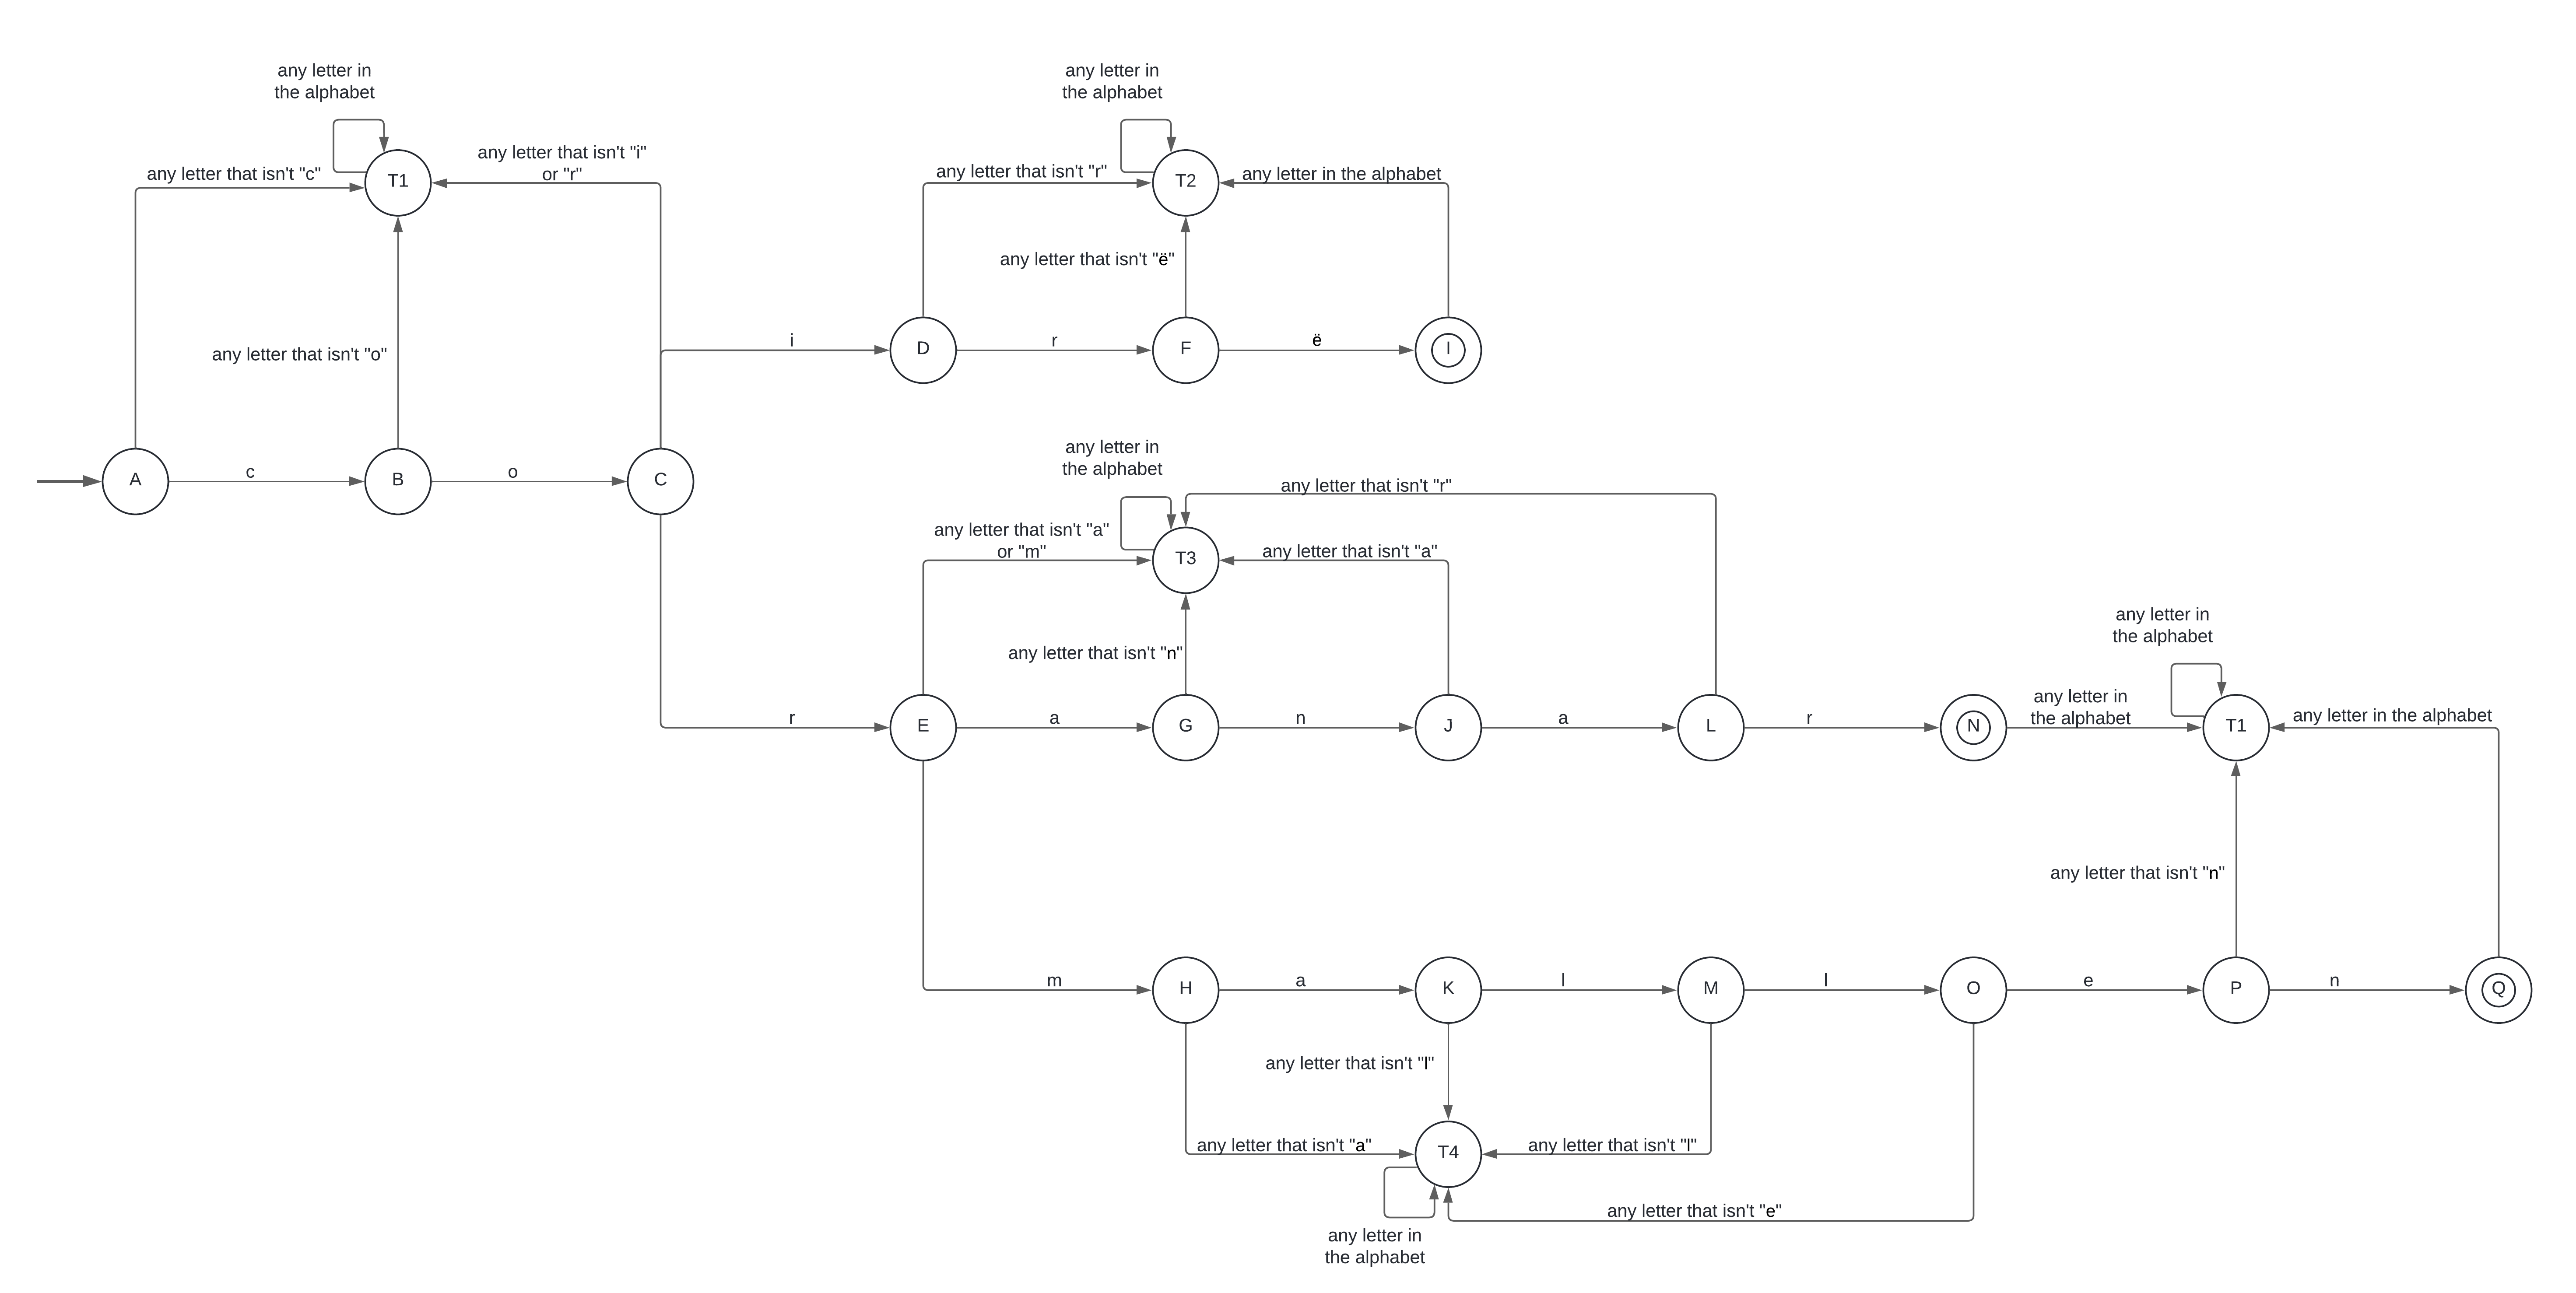 any letter in
the alphabet
any letter in
the alphabet
any letter that isn't "c"
T1
any letter that isn't "i"
or "r"
any letter that isn't "r"
T2
any letter in the alphabet
any letter that isn't "ë"
any letter that isn't "o"
i
D
r
F
ë
I
A
c
B
o
C
any letter in
the alphabet
any letter that isn't "r"
any letter that isn't "a"
or "m"
T3
any letter that isn't "a"
any letter that isn't "n"
any letter in
the alphabet
r
E
a
G
n
J
a
L
r
N
any letter in
the alphabet
T1
any letter in the alphabet
any letter that isn't "n"
m
H
a
K
l
M
l
O
e
P
n
Q
any letter that isn't "l"
any letter that isn't "a"
T4
any letter that isn't "l"
any letter that isn't "e"
any letter in
the alphabet